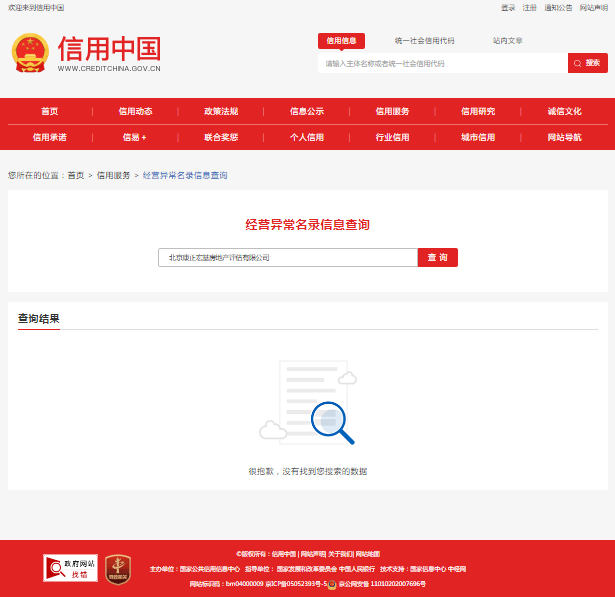 欢迎来到信用中国
登录 注册 通知公告 网站声明
信用中国
WWW.CREDITCHINA.GOV.CN
信用信息 统一社会信用代码 站内文章
请输入主体名称或者统一社会信用代码 搜索
首页 信用动态 政策法规 信息公示 信用服务 信用研究 诚信文化
信用承诺 信易+ 联合奖惩 个人信用 行业信用 城市信用 网站导航
您所在的位置：首页 > 信用服务 > 经营异常名录信息查询
经营异常名录信息查询
北京康正宏基房地产评估有限公司 查 询
查询结果
很抱歉，没有找到您搜索的数据
政府网站
找错
©版权所有：信用中国 | 网站声明| 关于我们| 网站地图
主办单位：国家公共信用信息中心 指导单位： 国家发展和改革委员会 中国人民银行 技术支持：国家信息中心 中经网
网站标识码：bm04000009 京ICP备05052393号-5 京公网安备 11010202007696号